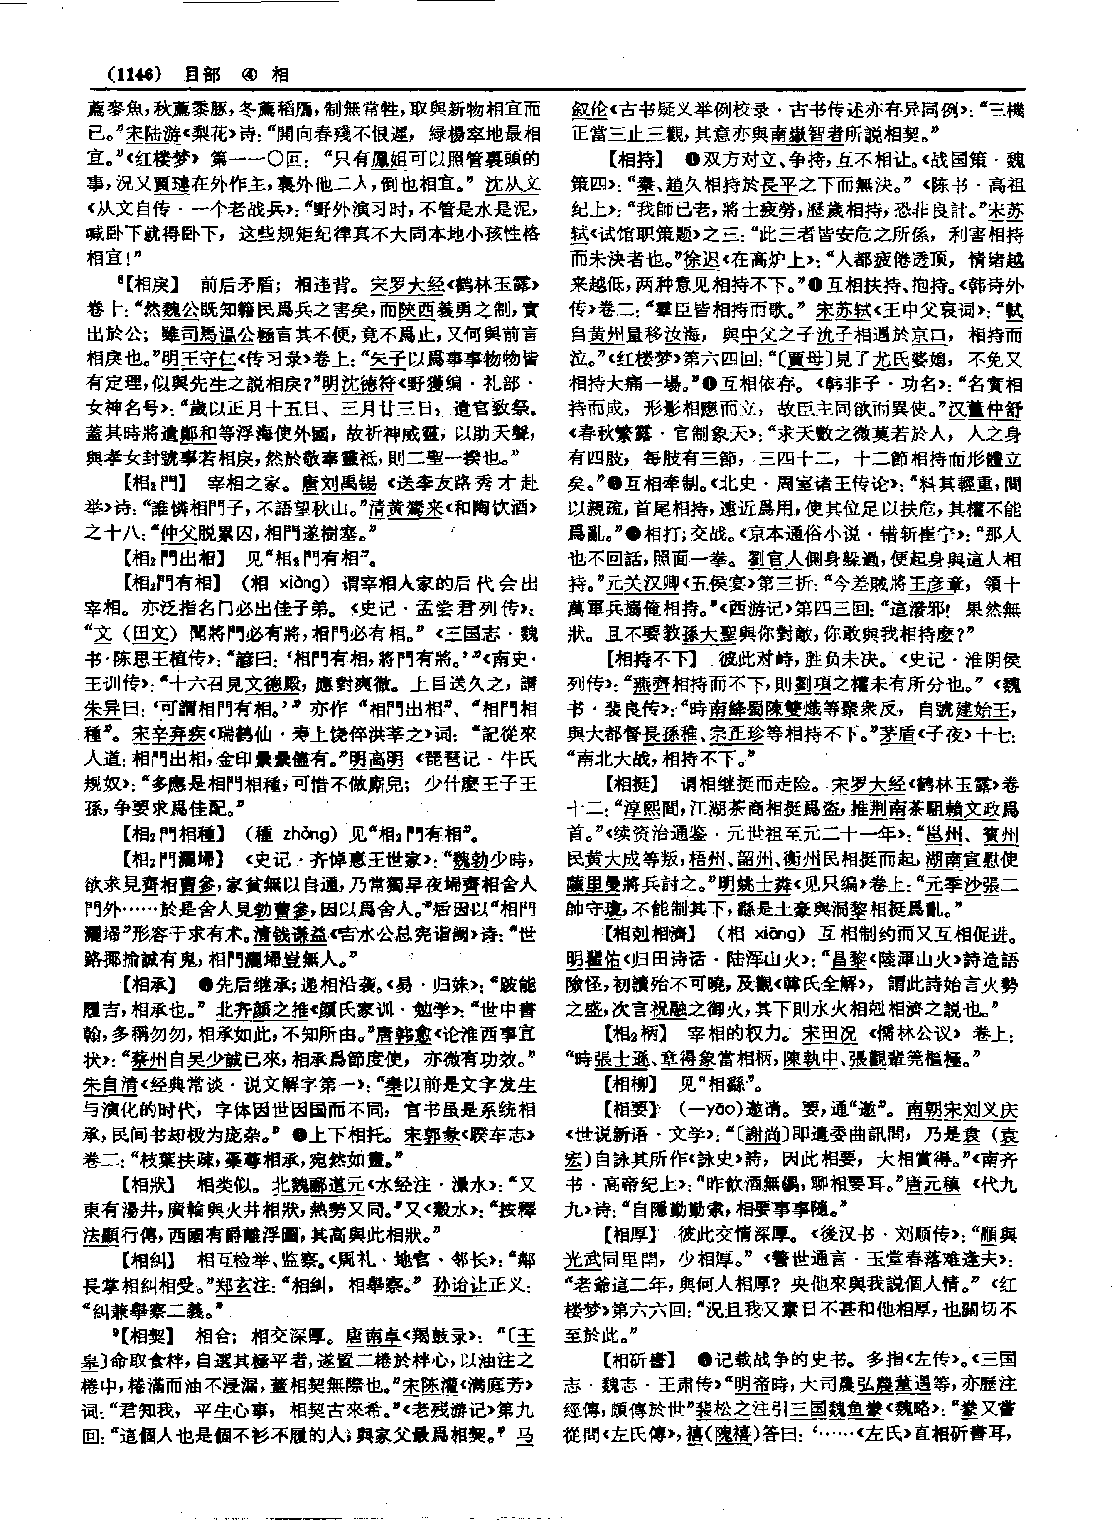 (1146) 目部 ④ 相
薦麥魚，秋薦黍豚，冬薦稻鴈，制無常牲，取與新物相宜而
已。”宋陆游《梨花》诗：“開向春殘不恨遲，綠楊窣地最相
宜。”《红楼梦》第一一〇回：“只有鳳姐可以照管裏頭的
事，況又賈璉在外作主，裏外他二人，倒也相宜。”沈从文
《从文自传·一个老战兵》：“野外演习时，不管是水是泥，
喊卧下就得卧下，这些规矩纪律真不大同本地小孩性格
相宜！”
⁸【相戾】 前后矛盾；相违背。宋罗大经《鹤林玉露》
卷上：“然魏公既知籍民爲兵之害矣，而陝西義勇之制，實
出於公；雖司馬温公極言其不便，竟不爲止，又何與前言
相戾也。”明王守仁《传习录》卷上：“朱子以爲事事物物皆
有定理，似與先生之説相戾？”明沈德符《野獲编·礼部·
女神名号》：“歲以正月十五日、三月廿三日，遣官致祭。
蓋其時將遣鄭和等浮海使外國，故祈神威靈，以助天聲，
與孝女封號事若相戾，然於敬奉靈祇，則二聖一揆也。”
【相₂門】 宰相之家。唐刘禹锡《送李友路秀才赴
举》诗：“誰憐相門子，不語望秋山。”清黄鷟来《和陶饮酒》
之十八：“仲父脱纍囚，相門遂樹塞。”
【相₂門出相】 见“相₂門有相”。
【相₂門有相】 （相 xiàng）谓宰相人家的后代会出
宰相。亦泛指名门必出佳子弟。《史记·孟尝君列传》：
“文（田文）聞將門必有將，相門必有相。”《三国志·魏
书·陈思王植传》：“諺曰：‘相門有相，將門有將。’”《南史·
王训传》：“十六召見文德殿，應對爽徹。上目送久之，謂
朱异曰：‘可謂相門有相。’”亦作“相門出相”、“相門相
種”。宋辛弃疾《瑞鹤仙·寿上饶倅洪莘之》词：“記從來
人道：相門出相，金印纍纍儘有。”明高明《琵琶记·牛氏
规奴》：“多應是相門相種，可惜不做厮兒；少什麽王子王
孫，争要求爲佳配。”
【相₂門相種】 （種 zhǒng）见“相₂門有相”。
【相₂門灑埽】 《史记·齐悼惠王世家》：“魏勃少時，
欲求見齊相曹參，家貧無以自通，乃常獨早夜埽齊相舍人
門外……於是舍人見勃曹參，因以爲舍人。”后因以“相門
灑埽”形容干求有术。清钱谦益《吉水公总宪诣阙》诗：“世
路揶揄誠有鬼，相門灑埽豈無人。”
【相承】 ❶先后继承；递相沿袭。《易·归妹》：“跛能
履吉，相承也。”北齐颜之推《颜氏家训·勉学》：“世中書
翰，多稱勿勿，相承如此，不知所由。”唐韩愈《论淮西事宜
状》：“蔡州自吴少誠已來，相承爲節度使，亦微有功效。”
朱自清《经典常谈·说文解字第一》：“秦以前是文字发生
与演化的时代，字体因世因国而不同，官书虽是系统相
承，民间书却极为庞杂。”❷上下相托。宋郭彖《睽车志》
卷二：“枝葉扶疎，蘂蕚相承，宛然如畫。”
【相狀】 相类似。北魏酈道元《水经注·㶟水》：“又
東有湯井，廣輪與火井相狀，熱勢又同。”又《榖水》：“按釋
法顯行傳，西國有爵離浮圖，其高與此相狀。”
【相糾】 相互检举、监察。《周礼·地官·邻长》：“鄰
長掌相糾相受。”郑玄注：“相糾，相舉察。”孙诒让正义：
“糾兼舉察二義。”
⁹【相契】 相合；相交深厚。唐南卓《羯鼓录》：“〔王
皋〕命取食柈，自選其極平者，遂置二棬於柈心，以油注之
棬中，棬滿而油不浸漏，蓋相契無際也。”宋陈瓘《满庭芳》
词：“君知我，平生心事，相契古來希。”《老残游记》第九
回：“這個人也是個不衫不履的人；與家父最爲相契。”马
叙伦《古书疑义举例校录·古书传述亦有异同例》：“三機
正當三止三觀，其意亦與南嶽智者所説相契。”
【相持】 ❶双方对立、争持，互不相让。《战国策·魏
策四》：“秦、趙久相持於長平之下而無決。”《陈书·高祖
纪上》：“我師已老，將士疲勞，歷歲相持，恐非良計。”宋苏
轼《试馆职策题》之三：“此三者皆安危之所係，利害相持
而未決者也。”徐迟《在高炉上》：“人都疲倦透顶，情绪越
来越低，两种意见相持不下。”❷互相扶持、抱持。《韩诗外
传》卷二：“羣臣皆相持而歌。”宋苏轼《王中父哀词》：“軾
自黄州量移汝海，與中父之子沇子相遇於京口，相持而
泣。”《红楼梦》第六四回：“〔賈母〕見了尤氏婆媳，不免又
相持大痛一場。”❸互相依存。《韩非子·功名》：“名實相
持而成，形影相應而立，故臣主同欲而異使。”汉董仲舒
《春秋繁露·官制象天》：“求天數之微莫若於人，人之身
有四肢，每肢有三節，三四十二，十二節相持而形體立
矣。”❹互相牵制。《北史·周室诸王传论》：“料其輕重，間
以親疏，首尾相持，遠近爲用，使其位足以扶危，其權不能
爲亂。”❺相打；交战。《京本通俗小说·错斩崔宁》：“那人
也不回話，照面一拳。劉官人側身躲過，便起身與這人相
持。”元关汉卿《五侯宴》第三折：“今差賊將王彦章，領十
萬軍兵搦俺相持。”《西游记》第四三回：“這潑邪！果然無
狀。且不要教孫大聖與你對敵，你敢與我相持麽？”
【相持不下】 彼此对峙，胜负未决。《史记·淮阴侯
列传》：“燕齊相持而不下，則劉項之權未有所分也。”《魏
书·裴良传》：“時南絳蜀陳雙熾等聚衆反，自號建始王，
與大都督長孫稚、宗正珍等相持不下。”茅盾《子夜》十七：
“南北大战，相持不下。”
【相挺】 谓相继挺而走险。宋罗大经《鹤林玉露》卷
十二：“淳熙間，江湖茶商相挺爲盜，推荆南茶駔賴文政爲
首。”《续资治通鉴·元世祖至元二十一年》：“邕州、賓州
民黄大成等叛，梧州、韶州、衡州民相挺而起，湖南宣慰使
薩里曼將兵討之。”明姚士粦《见只编》卷上：“元季沙張二
帥守瓊，不能制其下，繇是土豪與洞黎相挺爲亂。”
【相剋相濟】 （相 xiāng）互相制约而又互相促进。
明瞿佑《归田诗话·陆浑山火》：“昌黎《陸渾山火》詩造語
險怪，初讀殆不可曉，及觀《韓氏全解》，謂此詩始言火勢
之盛，次言祝融之御火，其下則水火相剋相濟之説也。”
【相₂柄】 宰相的权力。宋田况《儒林公议》卷上：
“時張士遜、章得象當相柄，陳執中、張觀輩筦樞極。”
【相柳】 见“相繇”。
【相要】 （—yāo）邀请。要，通“邀”。南朝宋刘义庆
《世说新语·文学》：“〔謝尚〕即遣委曲訊問，乃是袁（袁
宏）自詠其所作《詠史》詩，因此相要，大相賞得。”《南齐
书·高帝纪上》：“昨飲酒無偶，聊相要耳。”唐元稹《代九
九》诗：“自隱勤勤索，相要事事隨。”
【相厚】 彼此交情深厚。《後汉书·刘顺传》：“順與
光武同里閈，少相厚。”《警世通言·玉堂春落难逢夫》：
“老爺這二年，與何人相厚？央他來與我說個人情。”《红
楼梦》第六六回：“況且我又素日不甚和他相厚，也關切不
至於此。”
【相斫書】 ❶记载战争的史书。多指《左传》。《三国
志·魏志·王肃传》“明帝時，大司農弘農董遇等，亦歷注
經傳，頗傳於世”裴松之注引三国魏鱼豢《魏略》：“豢又嘗
從問《左氏傳》，禧（隗禧）答曰：‘……《左氏》直相斫書耳，